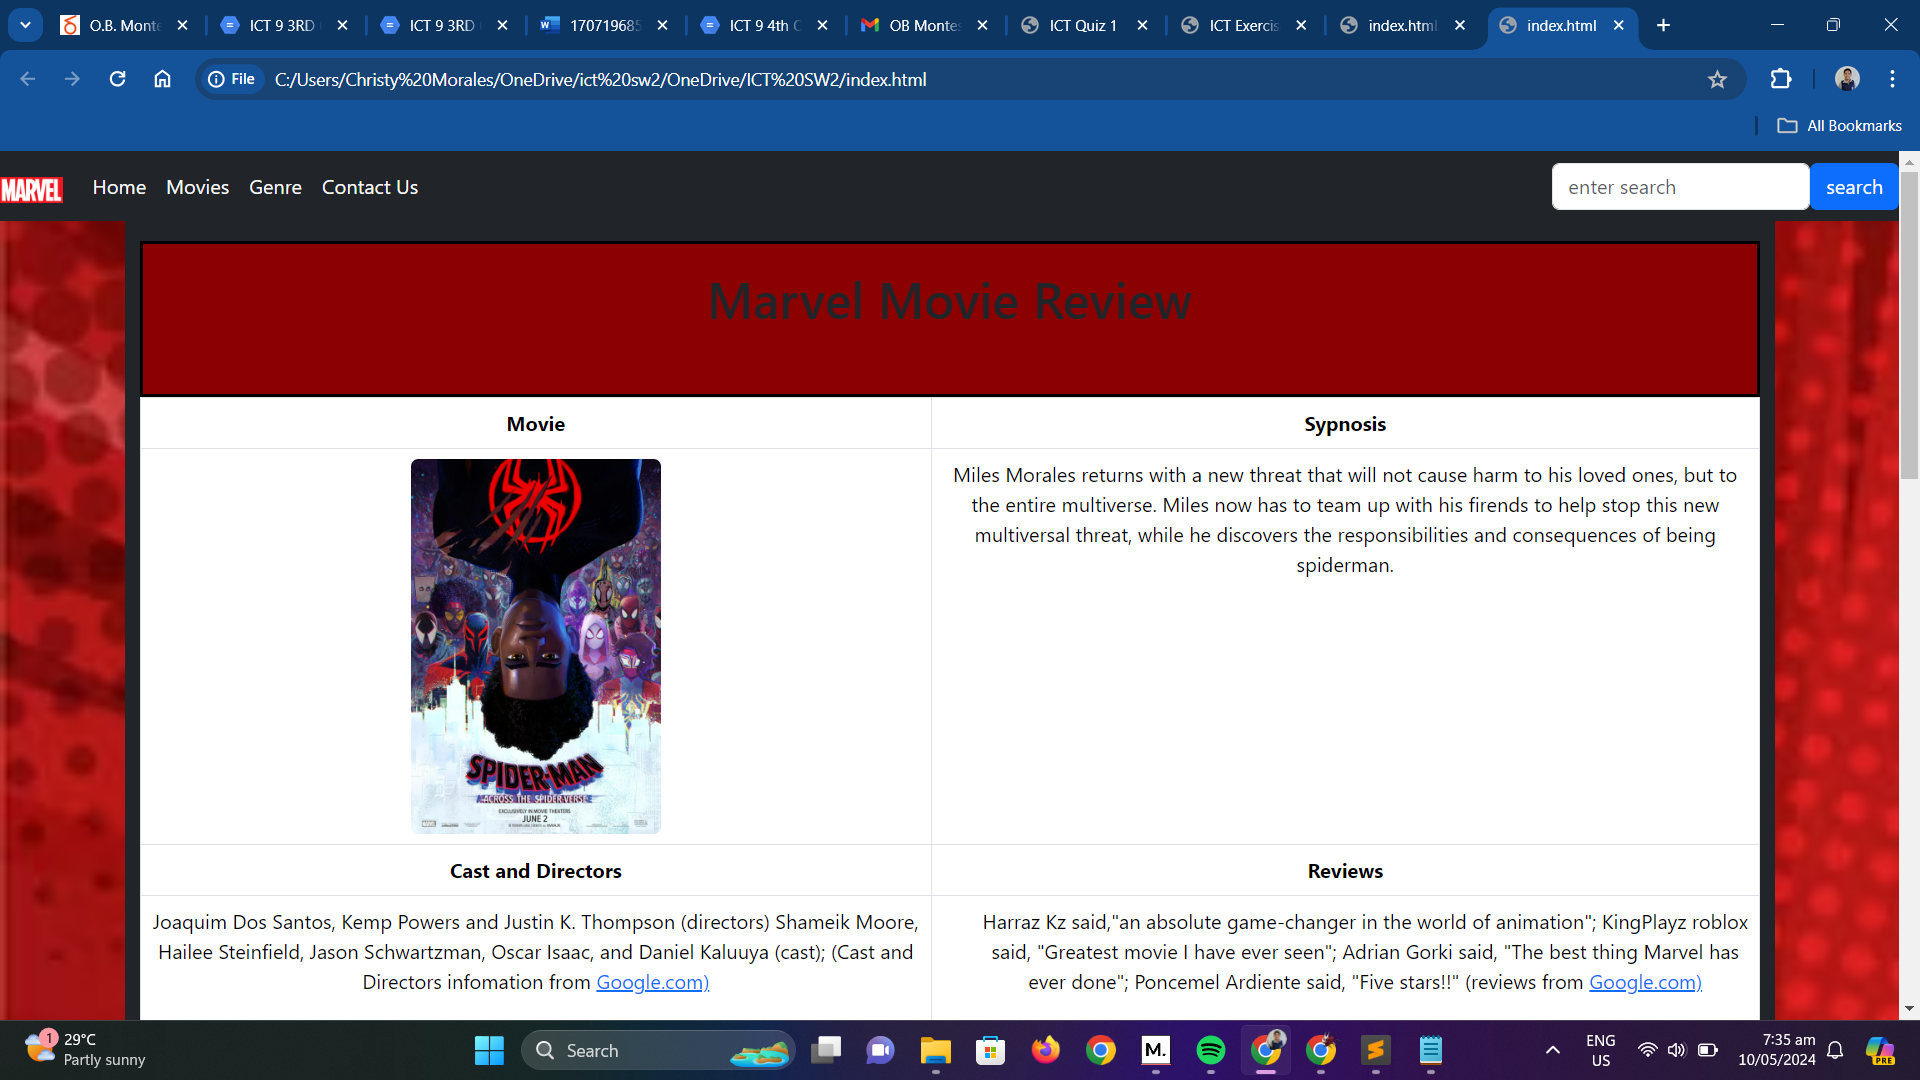 O.B. Monte
ICT 9 3RD
ICT 9 3RD
170719685
ICT 9 4th C
OB Montes
ICT Quiz 1
ICT Exercis
index.html
index.html
File
C:/Users/Christy%20Morales/OneDrive/ict%20sw2/OneDrive/ICT%20SW2/index.html
All Bookmarks
MARVEL
Home
Movies
Genre
Contact Us
enter search
search
Marvel Movie Review
Movie
Sypnosis
Miles Morales returns with a new threat that will not cause harm to his loved ones, but to
the entire multiverse. Miles now has to team up with his firends to help stop this new
multiversal threat, while he discovers the responsibilities and consequences of being
spiderman.
SPIDER-MAN
ACROSS THE SPIDER-VERSE
EXCLUSIVELY IN MOVIE THEATERS
JUNE 2
Cast and Directors
Reviews
Joaquim Dos Santos, Kemp Powers and Justin K. Thompson (directors) Shameik Moore,
Hailee Steinfield, Jason Schwartzman, Oscar Isaac, and Daniel Kaluuya (cast); (Cast and
Directors infomation from Google.com)
Harraz Kz said,"an absolute game-changer in the world of animation"; KingPlayz roblox
said, "Greatest movie I have ever seen"; Adrian Gorki said, "The best thing Marvel has
ever done"; Poncemel Ardiente said, "Five stars!!" (reviews from Google.com)
1
29°C
Partly sunny
Search
M.
ENG
US
7:35 am
10/05/2024
PRE